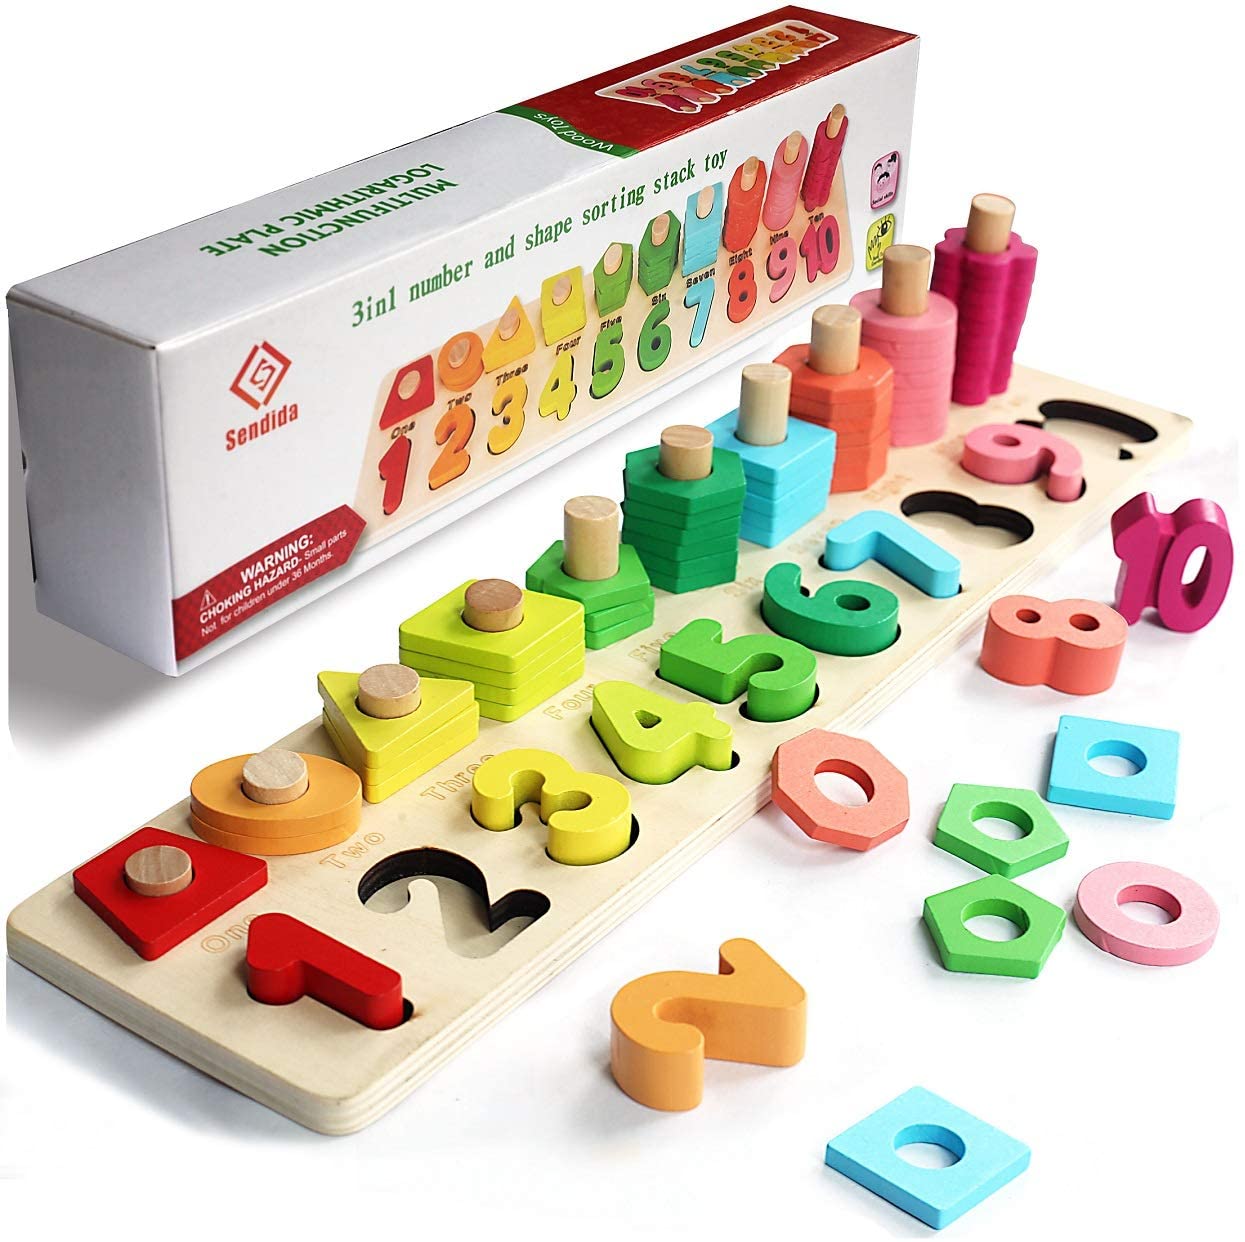 MULTIFUNCTION
LOGARITHMIC PLATE
Wood Toys
3in1 number and shape sorting stack toy
Sendida
WARNING:
CHOKING HAZARD- Small parts
Not for children under 36 Months.
One
Two
Three
Four
Five
Six
Seven
Eight
Nine
Ten
1
2
3
4
5
6
7
8
9
10
One
Two
Three
Four
Five
Six
1
3
4
5
6
7
9
10
8
2